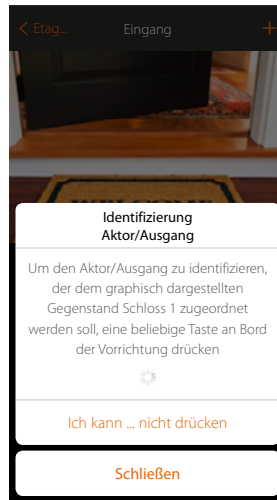 < Etag... Eingang +
WELCOME
Identifizierung
Aktor/Ausgang
Um den Aktor/Ausgang zu identifizieren,
der dem graphisch dargestellten
Gegenstand Schloss 1 zugeordnet
werden soll, eine beliebige Taste an Bord
der Vorrichtung drücken
Ich kann ... nicht drücken
Schließen